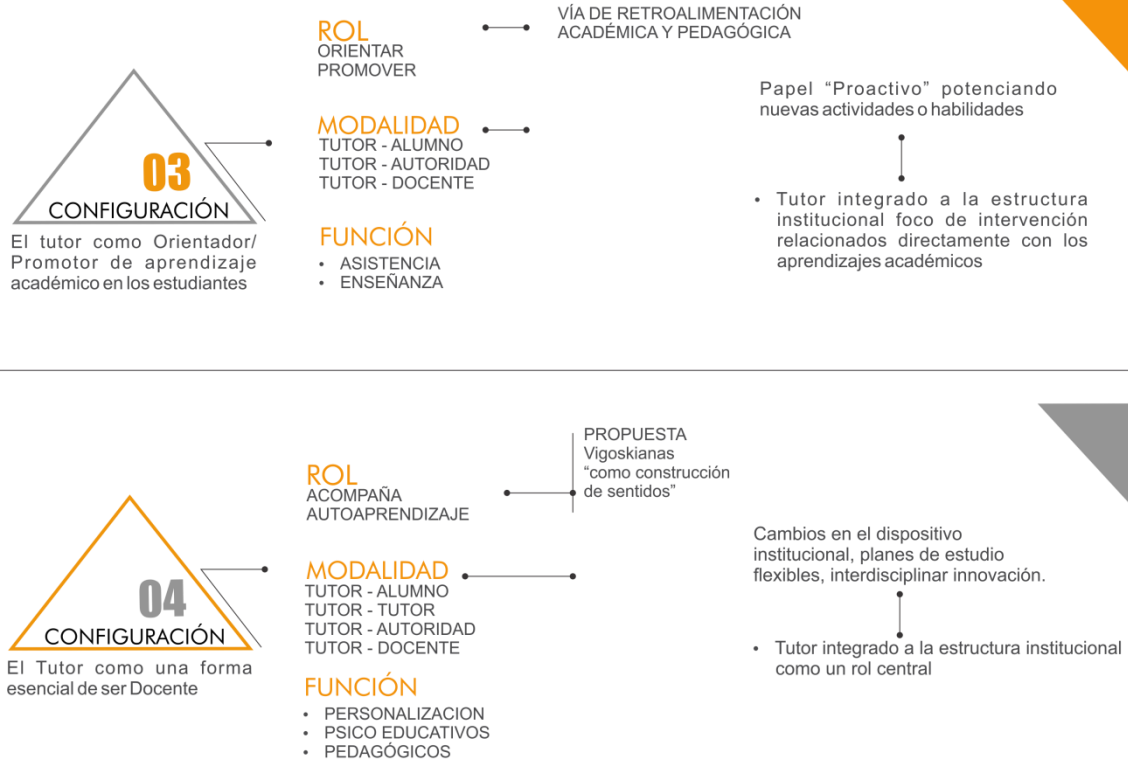 03
CONFIGURACIÓN
El tutor como Orientador/
Promotor de aprendizaje
académico en los estudiantes
ROL
ORIENTAR
PROMOVER
VÍA DE RETROALIMENTACIÓN
ACADÉMICA Y PEDAGÓGICA
MODALIDAD
TUTOR - ALUMNO
TUTOR - AUTORIDAD
TUTOR - DOCENTE
FUNCIÓN
• ASISTENCIA
• ENSEÑANZA
Papel “Proactivo” potenciando
nuevas actividades o habilidades
• Tutor integrado a la estructura
institucional foco de intervención
relacionados directamente con los
aprendizajes académicos
04
CONFIGURACIÓN
El Tutor como una forma
esencial de ser Docente
ROL
ACOMPAÑA
AUTOAPRENDIZAJE
PROPUESTA
Vigoskianas
“como construcción
de sentidos”
MODALIDAD
TUTOR - ALUMNO
TUTOR - TUTOR
TUTOR - AUTORIDAD
TUTOR - DOCENTE
FUNCIÓN
• PERSONALIZACION
• PSICO EDUCATIVOS
• PEDAGÓGICOS
Cambios en el dispositivo
institucional, planes de estudio
flexibles, interdisciplinar innovación.
• Tutor integrado a la estructura institucional
como un rol central